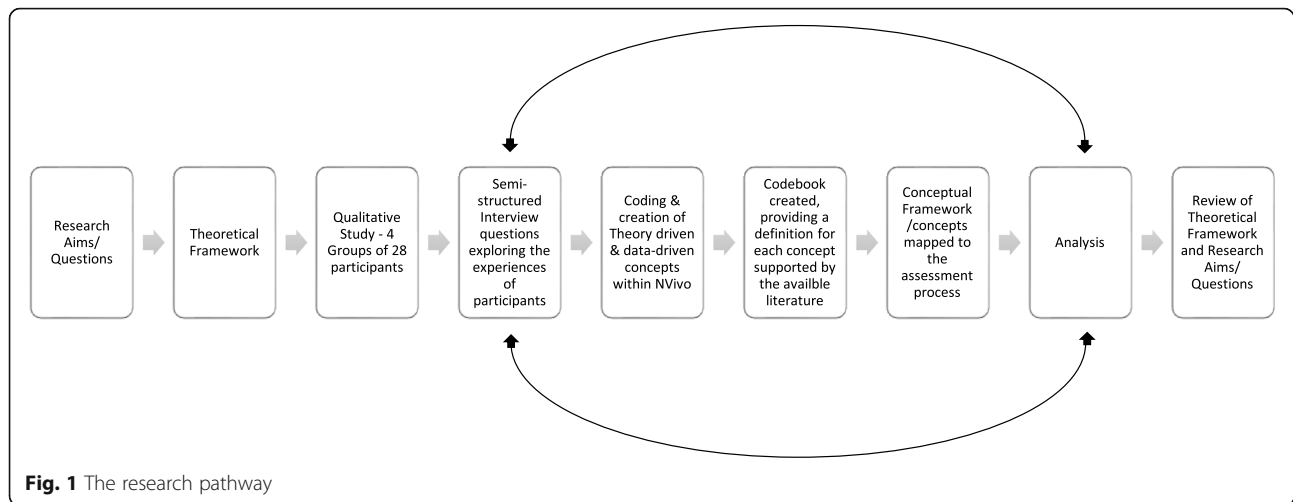 Research
Aims/
Questions
Theoretical
Framework
Qualitative
Study - 4
Groups of 28
participants
Semi-
structured
Interview
questions
exploring the
experiences
of
participants
Coding &
creation of
Theory driven
& data-driven
concepts
within NVivo
Codebook
created,
providing a
definition for
each concept
supported by
the availble
literature
Conceptual
Framework
/concepts
mapped to
the
assessment
process
Analysis
Review of
Theoretical
Framework
and Research
Aims/
Questions
Fig. 1 The research pathway